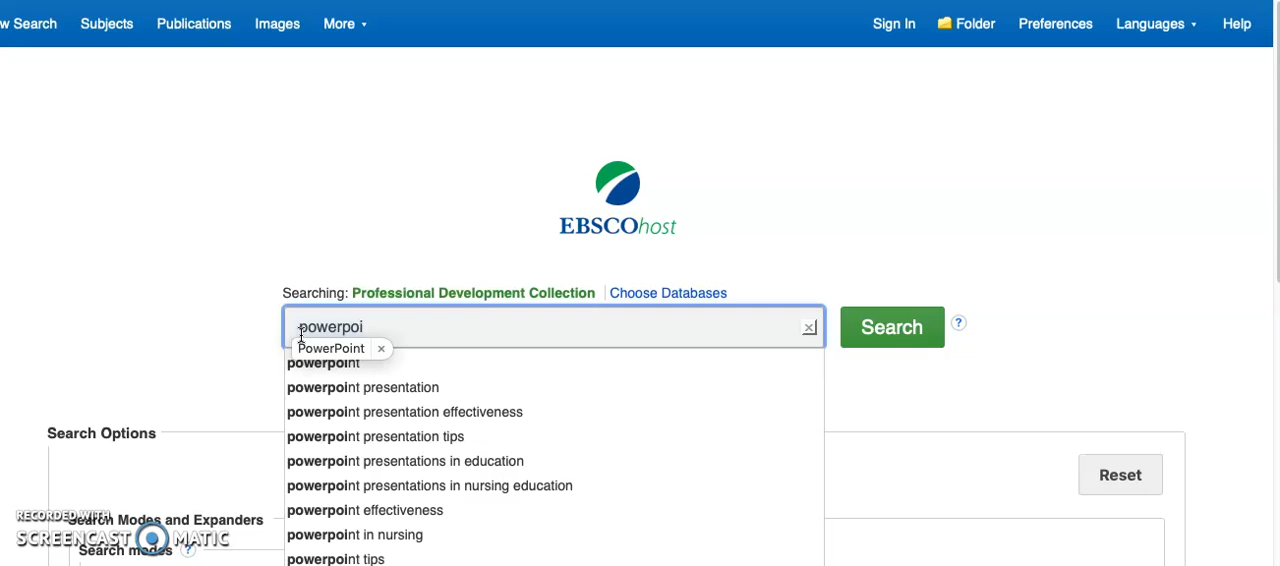 w Search Subjects Publications Images More Sign In Folder Preferences Languages Help
EBSCOhost
Searching: Professional Development Collection Choose Databases
powerpoi
Search
?
PowerPoint ×
powerpoint
powerpoint presentation
powerpoint presentation effectiveness
powerpoint presentation tips
Search Options
powerpoint presentations in education
Reset
powerpoint presentations in nursing education
powerpoint effectiveness
RECORDED WITH
Search Modes and Expanders
powerpoint in nursing
SCREENCAST MATIC
Search modes ?
powerpoint tips